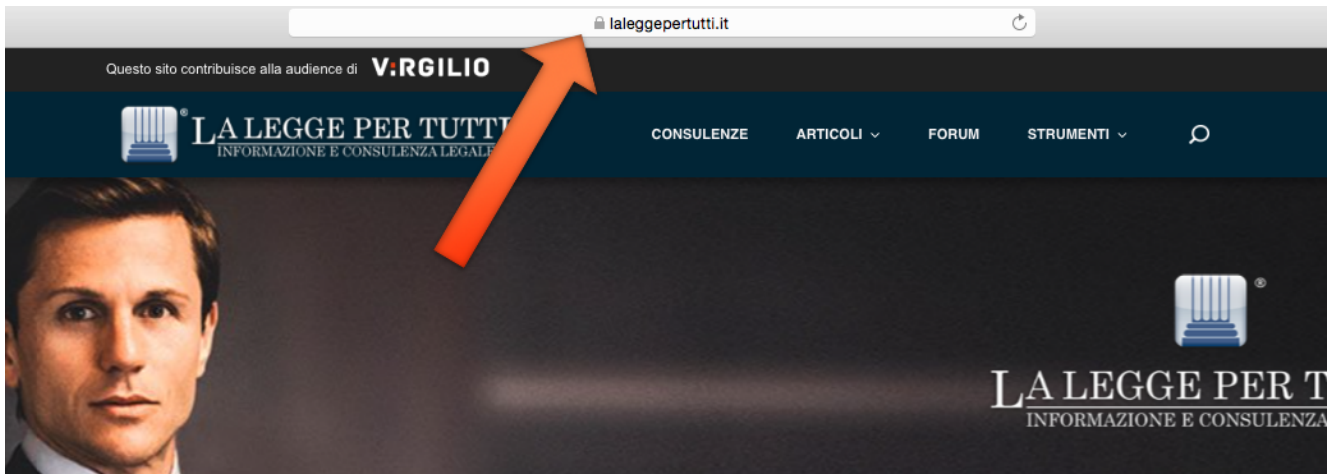 laleggepertutti.it
Questo sito contribuisce alla audience di V:RGILIO
LA LEGGE PER TUTTI
INFORMAZIONE E CONSULENZA LEGALE
CONSULENZE ARTICOLI FORUM STRUMENTI
®
LA LEGGE PER T
INFORMAZIONE E CONSULENZA